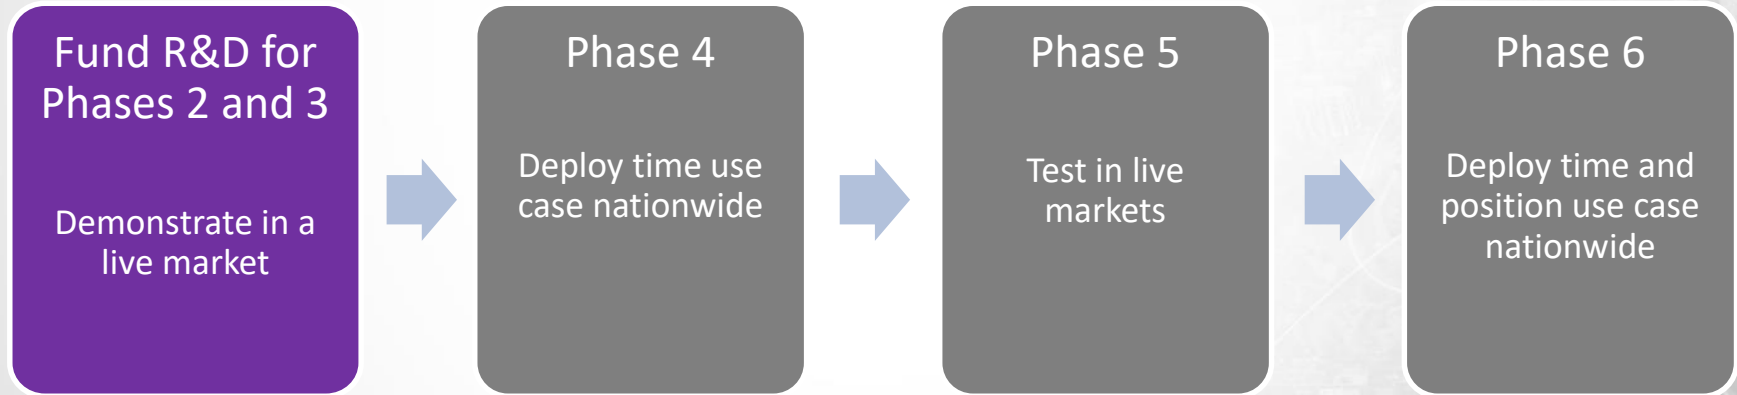 Fund R&D for
Phases 2 and 3
Demonstrate in a
live market
Phase 4
Deploy time use
case nationwide
Phase 5
Test in live
markets
Phase 6
Deploy time and
position use case
nationwide